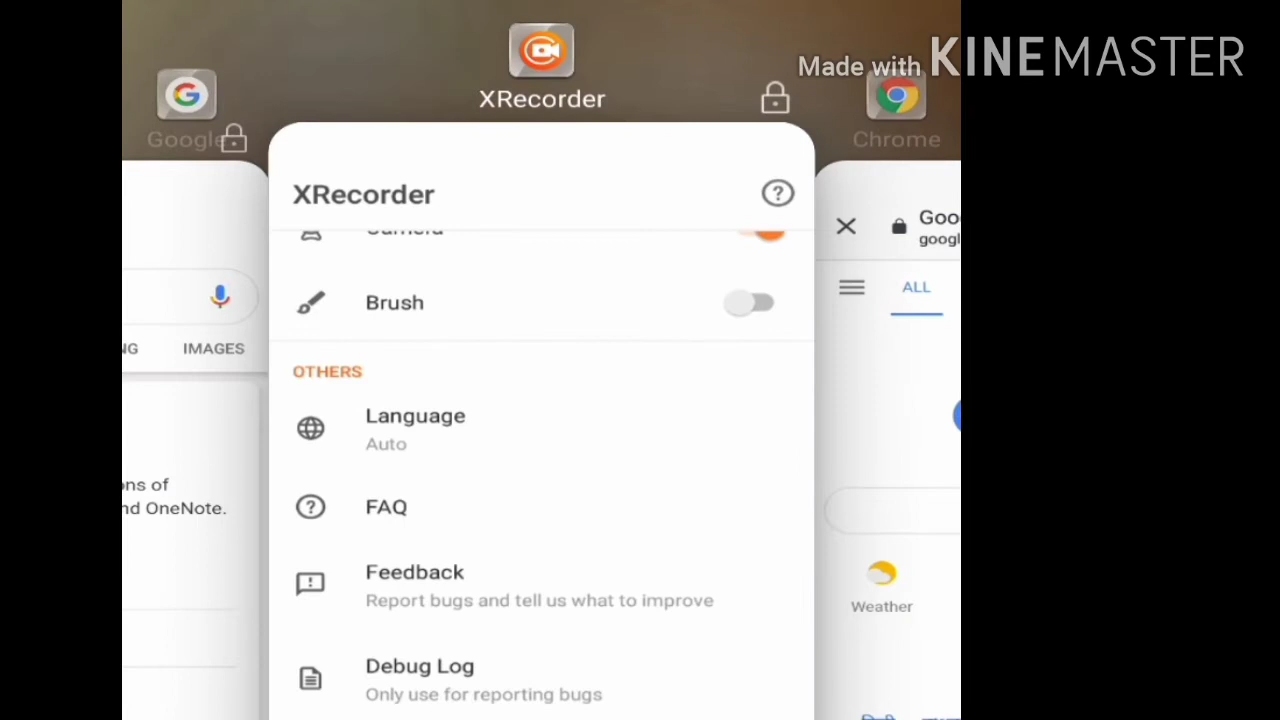 Made with KINEMASTER
XRecorder
Google
Chrome
XRecorder
Camera
Goo
googl
ALL
Brush
NG IMAGES
OTHERS
Language
Auto
ons of
nd OneNote.
FAQ
Feedback
Report bugs and tell us what to improve
Weather
Debug Log
Only use for reporting bugs